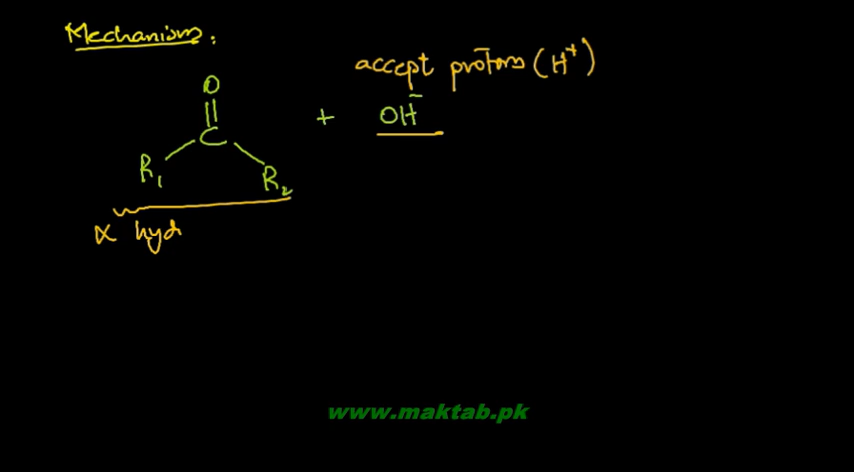 Mechanism:
accept protons (H⁺)
O
C
R₁
R₂
+ OH⁻
α hyd
www.maktab.pk